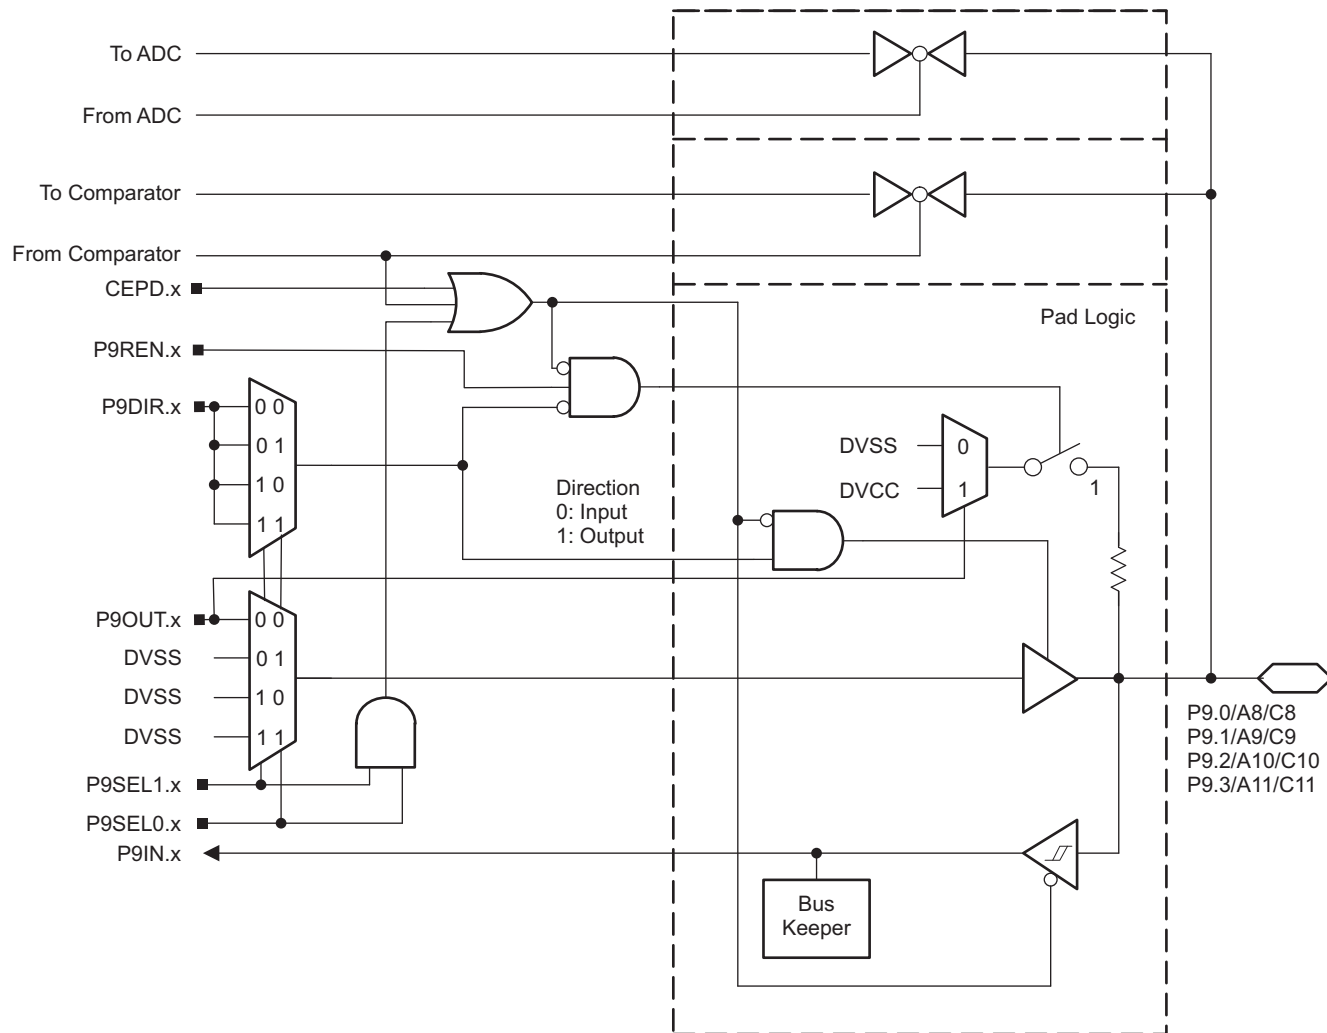 To ADC
From ADC
To Comparator
From Comparator
CEPD.x
Pad Logic
P9REN.x
P9DIR.x
0 0
0 1
1 0
1 1
DVSS
0
DVCC
1
1
Direction
0: Input
1: Output
P9OUT.x
0 0
DVSS
0 1
DVSS
1 0
DVSS
1 1
P9.0/A8/C8
P9.1/A9/C9
P9.2/A10/C10
P9.3/A11/C11
P9SEL1.x
P9SEL0.x
P9IN.x
Bus
Keeper